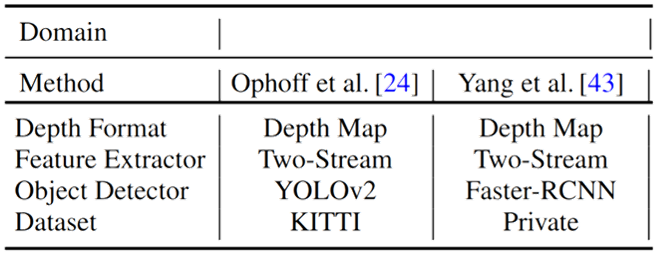 Domain
Method Ophoff et al. [24] Yang et al. [43]
Depth Format Depth Map Depth Map
Feature Extractor Two-Stream Two-Stream
Object Detector YOLOv2 Faster-RCNN
Dataset KITTI Private